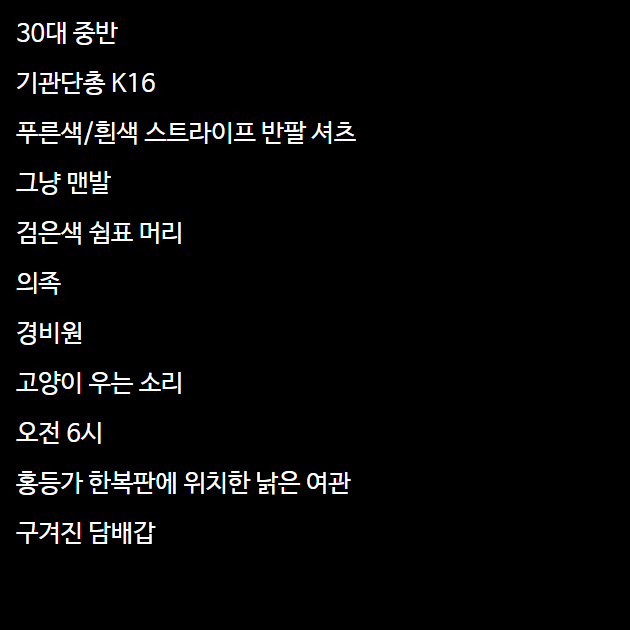 30대 중반
기관단총 K16
푸른색/흰색 스트라이프 반팔 셔츠
그냥 맨발
검은색 쉼표 머리
의족
경비원
고양이 우는 소리
오전 6시
홍등가 한복판에 위치한 낡은 여관
구겨진 담배갑